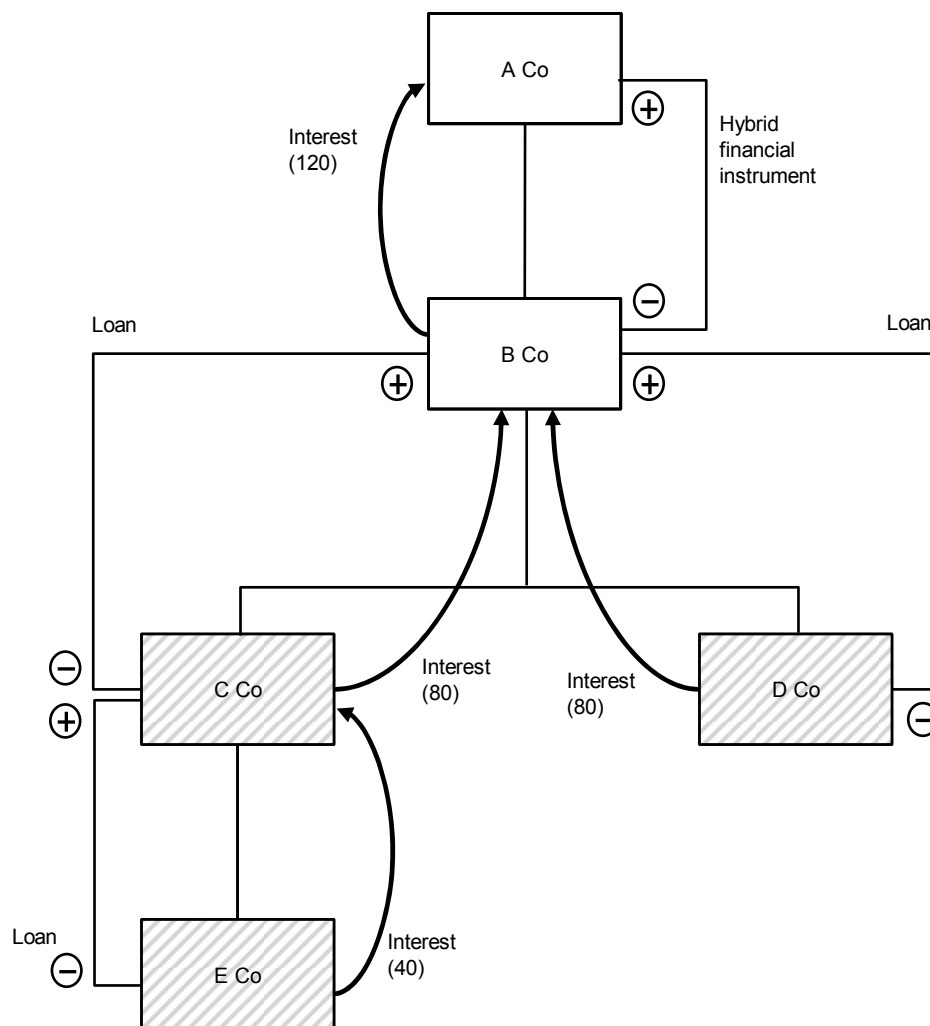 A Co
Interest
(120)
Hybrid
financial
instrument
Loan
Loan
B Co
C Co
Interest
(80)
Interest
(80)
D Co
Loan
E Co
Interest
(40)